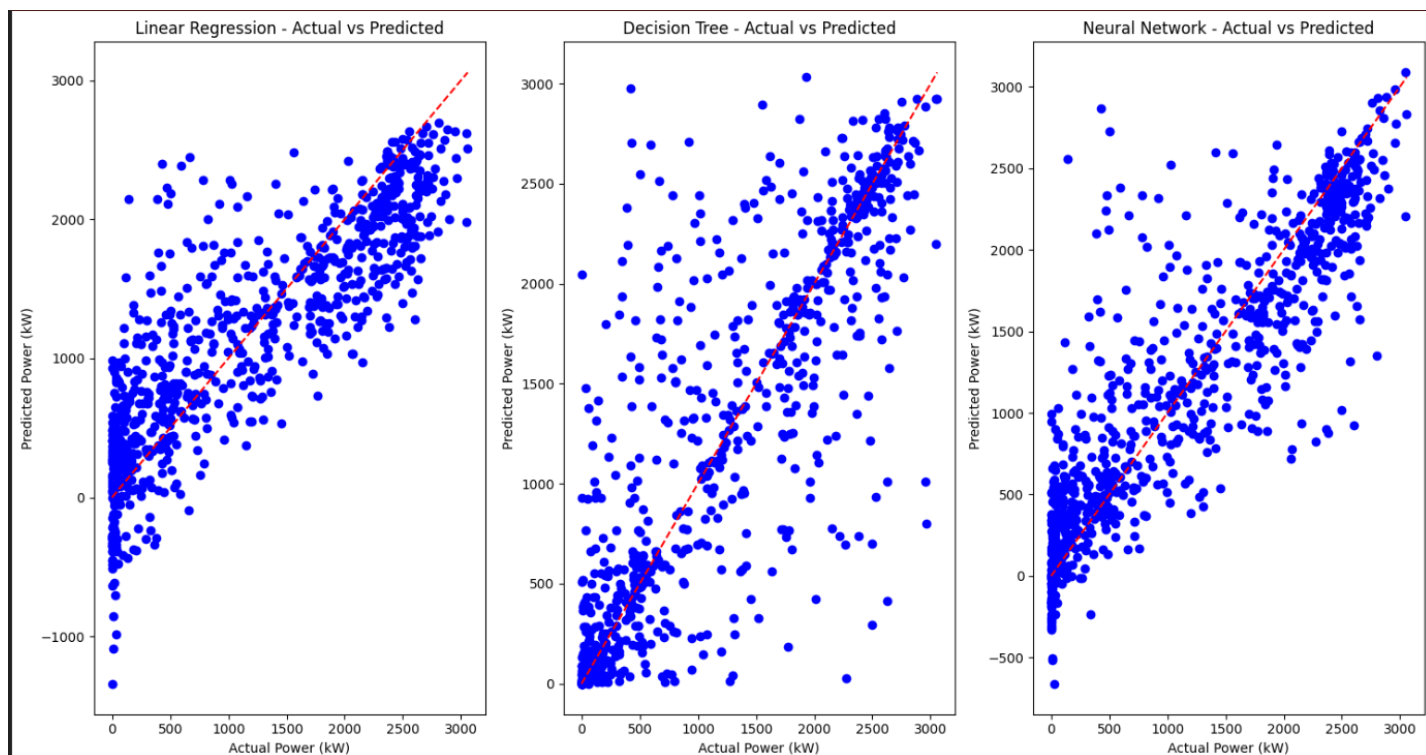 Linear Regression - Actual vs Predicted
3000
2000
1000
0
−1000
Predicted Power (kW)
0 500 1000 1500 2000 2500 3000
Actual Power (kW)
Decision Tree - Actual vs Predicted
3000
2500
2000
1500
1000
500
0
Predicted Power (kW)
0 500 1000 1500 2000 2500 3000
Actual Power (kW)
Neural Network - Actual vs Predicted
3000
2500
2000
1500
1000
500
0
−500
Predicted Power (kW)
0 500 1000 1500 2000 2500 3000
Actual Power (kW)